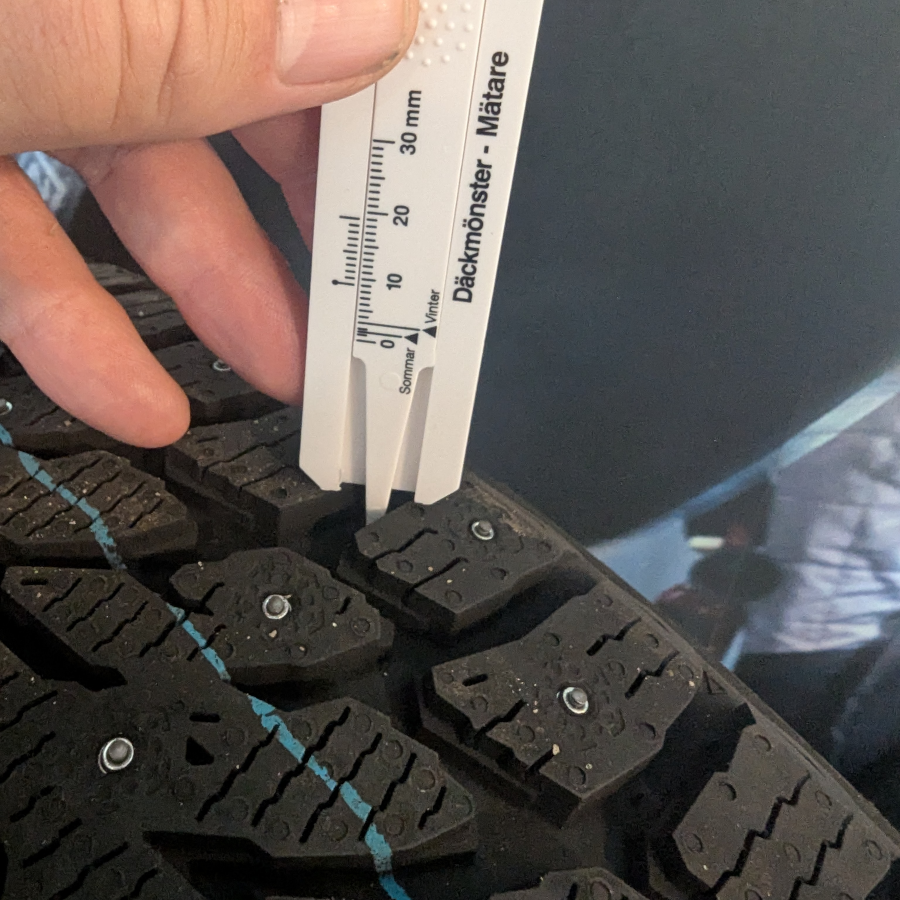 Däckmönster - Mätare
30 mm
20
10
0
Sommar
Vinter